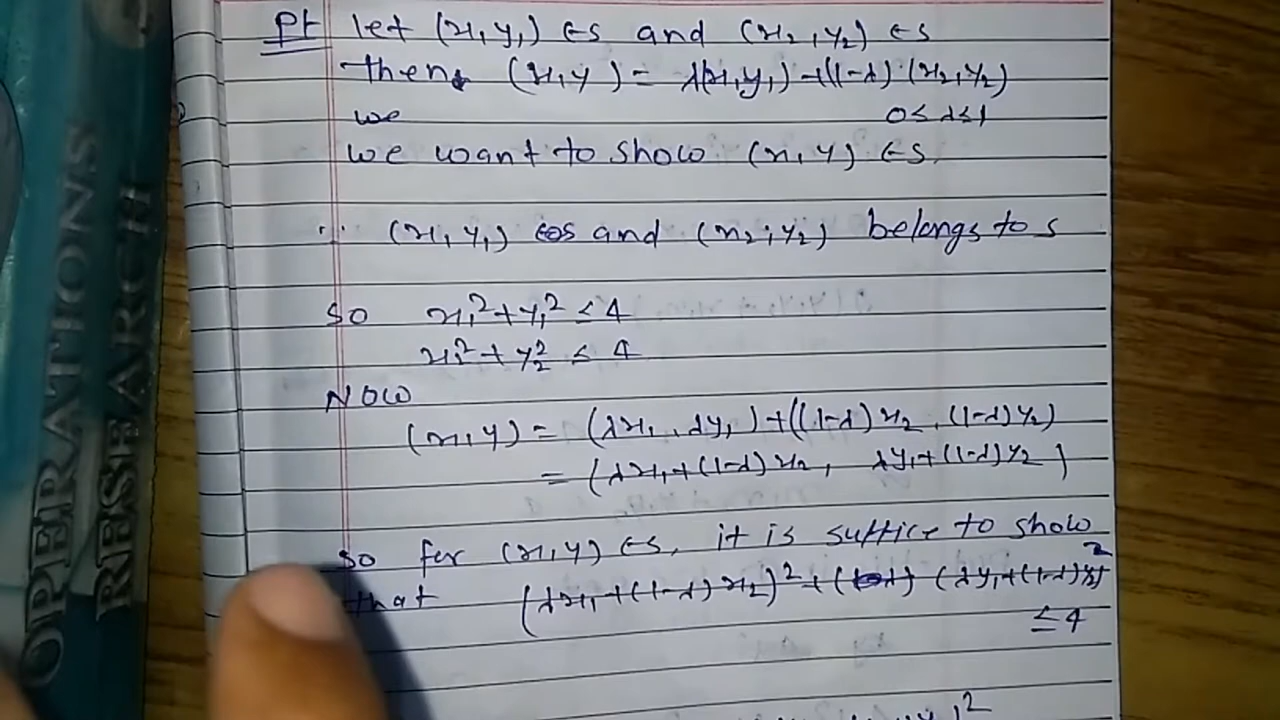 OPERATIONS
RESEARCH
Pf let (x1, y1) ∈ S and (x2, y2) ∈ S
then (x, y) = λ(x1, y1) + (1-λ) (x2, y2)
we 0 ≤ λ ≤ 1
we want to show (x, y) ∈ S.
∵ (x1, y1) and (x2, y2) belongs to S
so x1² + y1² ≤ 4
x2² + y2² ≤ 4
NOW
(x, y) = (λx1, λy1) + ((1-λ)x2, (1-λ)y2)
= (λx1 + (1-λ)x2, λy1 + (1-λ)y2)
so for (x, y) ∈ S, it is suffice to show
that (λx1 + (1-λ)x2)² + (λy1 + (1-λ)y2)²
≤ 4